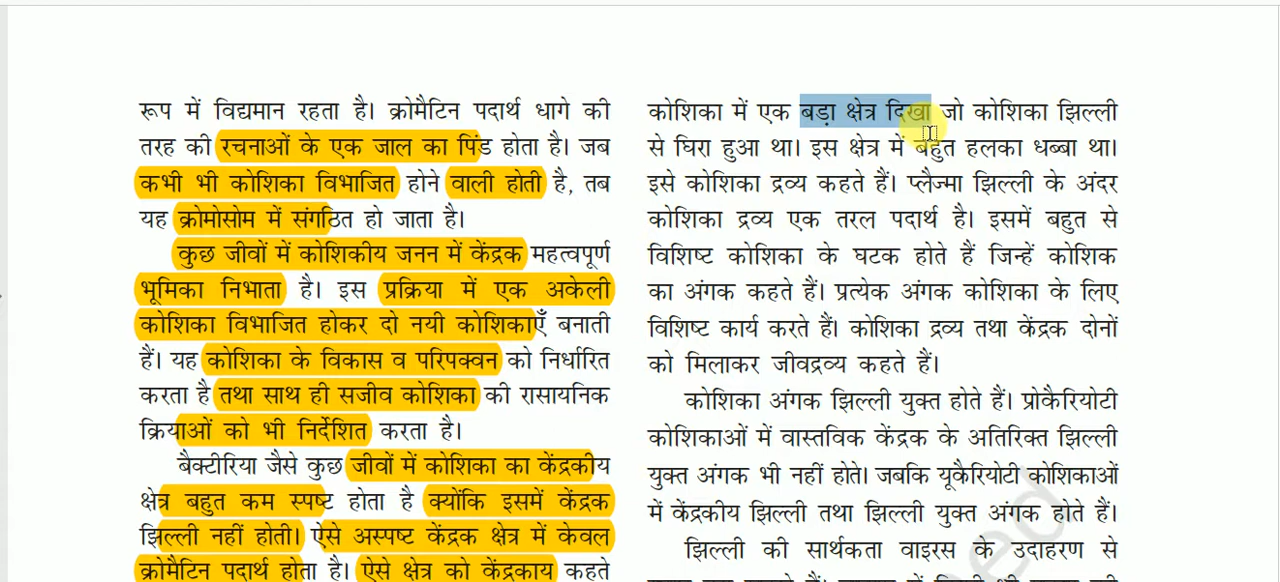 रूप में विद्यमान रहता है। क्रोमैटिन पदार्थ धागे की
तरह की रचनाओं के एक जाल का पिंड होता है। जब
कभी भी कोशिका विभाजित होने वाली होती है, तब
यह क्रोमोसोम में संगठित हो जाता है।
कुछ जीवों में कोशिकीय जनन में केंद्रक महत्वपूर्ण
भूमिका निभाता है। इस प्रक्रिया में एक अकेली
कोशिका विभाजित होकर दो नयी कोशिकाएँ बनाती
हैं। यह कोशिका के विकास व परिपक्वन को निर्धारित
करता है तथा साथ ही सजीव कोशिका की रासायनिक
क्रियाओं को भी निर्देशित करता है।
बैक्टीरिया जैसे कुछ जीवों में कोशिका का केंद्रकीय
क्षेत्र बहुत कम स्पष्ट होता है क्योंकि इसमें केंद्रक
झिल्ली नहीं होती। ऐसे अस्पष्ट केंद्रक क्षेत्र में केवल
क्रोमैटिन पदार्थ होता है। ऐसे क्षेत्र को केंद्रकाय कहते
कोशिका में एक बड़ा क्षेत्र दिखा जो कोशिका झिल्ली
से घिरा हुआ था। इस क्षेत्र में बहुत हलका धब्बा था।
इसे कोशिका द्रव्य कहते हैं। प्लैज्मा झिल्ली के अंदर
कोशिका द्रव्य एक तरल पदार्थ है। इसमें बहुत से
विशिष्ट कोशिका के घटक होते हैं जिन्हें कोशिक
का अंगक कहते हैं। प्रत्येक अंगक कोशिका के लिए
विशिष्ट कार्य करते हैं। कोशिका द्रव्य तथा केंद्रक दोनों
को मिलाकर जीवद्रव्य कहते हैं।
कोशिका अंगक झिल्ली युक्त होते हैं। प्रोकैरियोटी
कोशिकाओं में वास्तविक केंद्रक के अतिरिक्त झिल्ली
युक्त अंगक भी नहीं होते। जबकि यूकैरियोटी कोशिकाओं
में केंद्रकीय झिल्ली तथा झिल्ली युक्त अंगक होते हैं।
झिल्ली की सार्थकता वाइरस के उदाहरण से